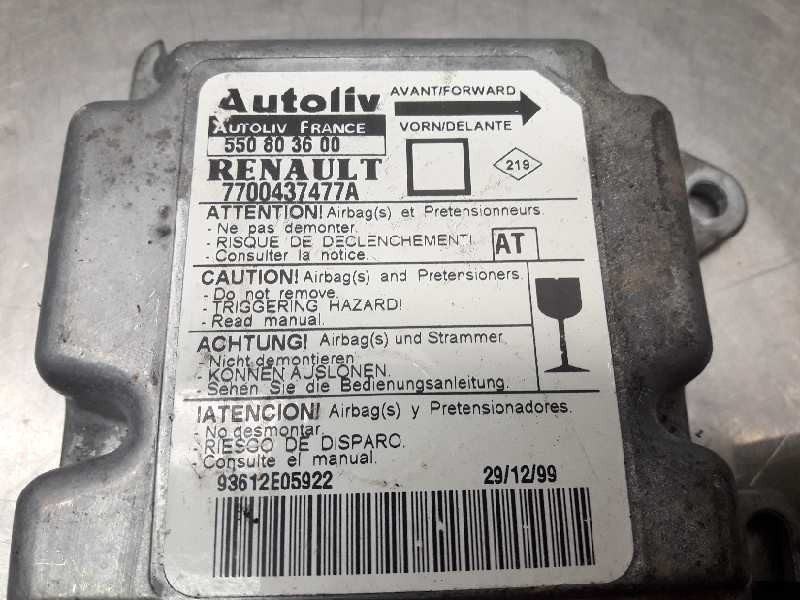 Autoliv
AVANT/FORWARD
AUTOLIV FRANCE
VORN/DELANTE
550 80 36 00
RENAULT
219
7700437477A
ATTENTION! Airbag(s) et Pretensionneurs.
- Ne pas demonter.
- RISQUE DE DECLENCHEMENT!
AT
- Consulter la notice.
CAUTION! Airbag(s) and Pretensioners.
- Do not remove.
- TRIGGERING HAZARD!
- Read manual.
ACHTUNG! Airbag(s) und Strammer
- Nicht demontieren
- KONNEN AUSLONEN.
- Sehen Sie die Bedienungsanleitung.
!ATENCION! Airbag(s) y Pretensionadores.
- No desmontar.
- RIESGO DE DISPARO.
- Consulte el manual.
93612E05922
29/12/99